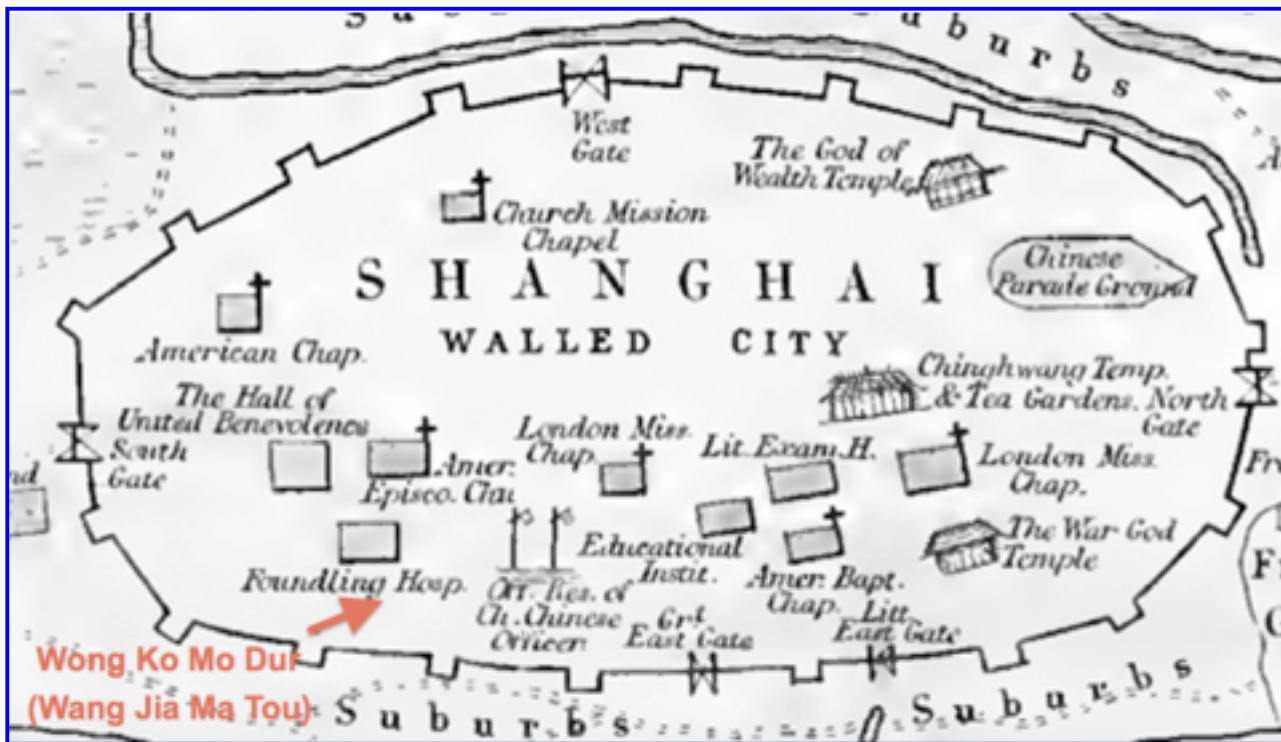 Suburbs
West
Gate
The God of
Wealth Temple
Church Mission
Chapel
Chinese
Parade Ground
SHANGHAI
WALLED CITY
American Chap.
The Hall of
United Benevolence
South
Gate
Amer.
Episco. Cha
London Miss.
Chap.
Lit. Exam. H.
Chinghwang Temp.
& Tea Gardens.
North
Gate
London Miss.
Chap.
Foundling Hosp.
Off. Res. of
Ch. Chinese
Officer
Educational
Instit.
Amer. Bapt.
Chap.
The War God
Temple
Grt
East Gate
Litt.
East Gate
Wong Ko Mo Dur
(Wang Jia Ma Tou)
Suburbs
Suburbs